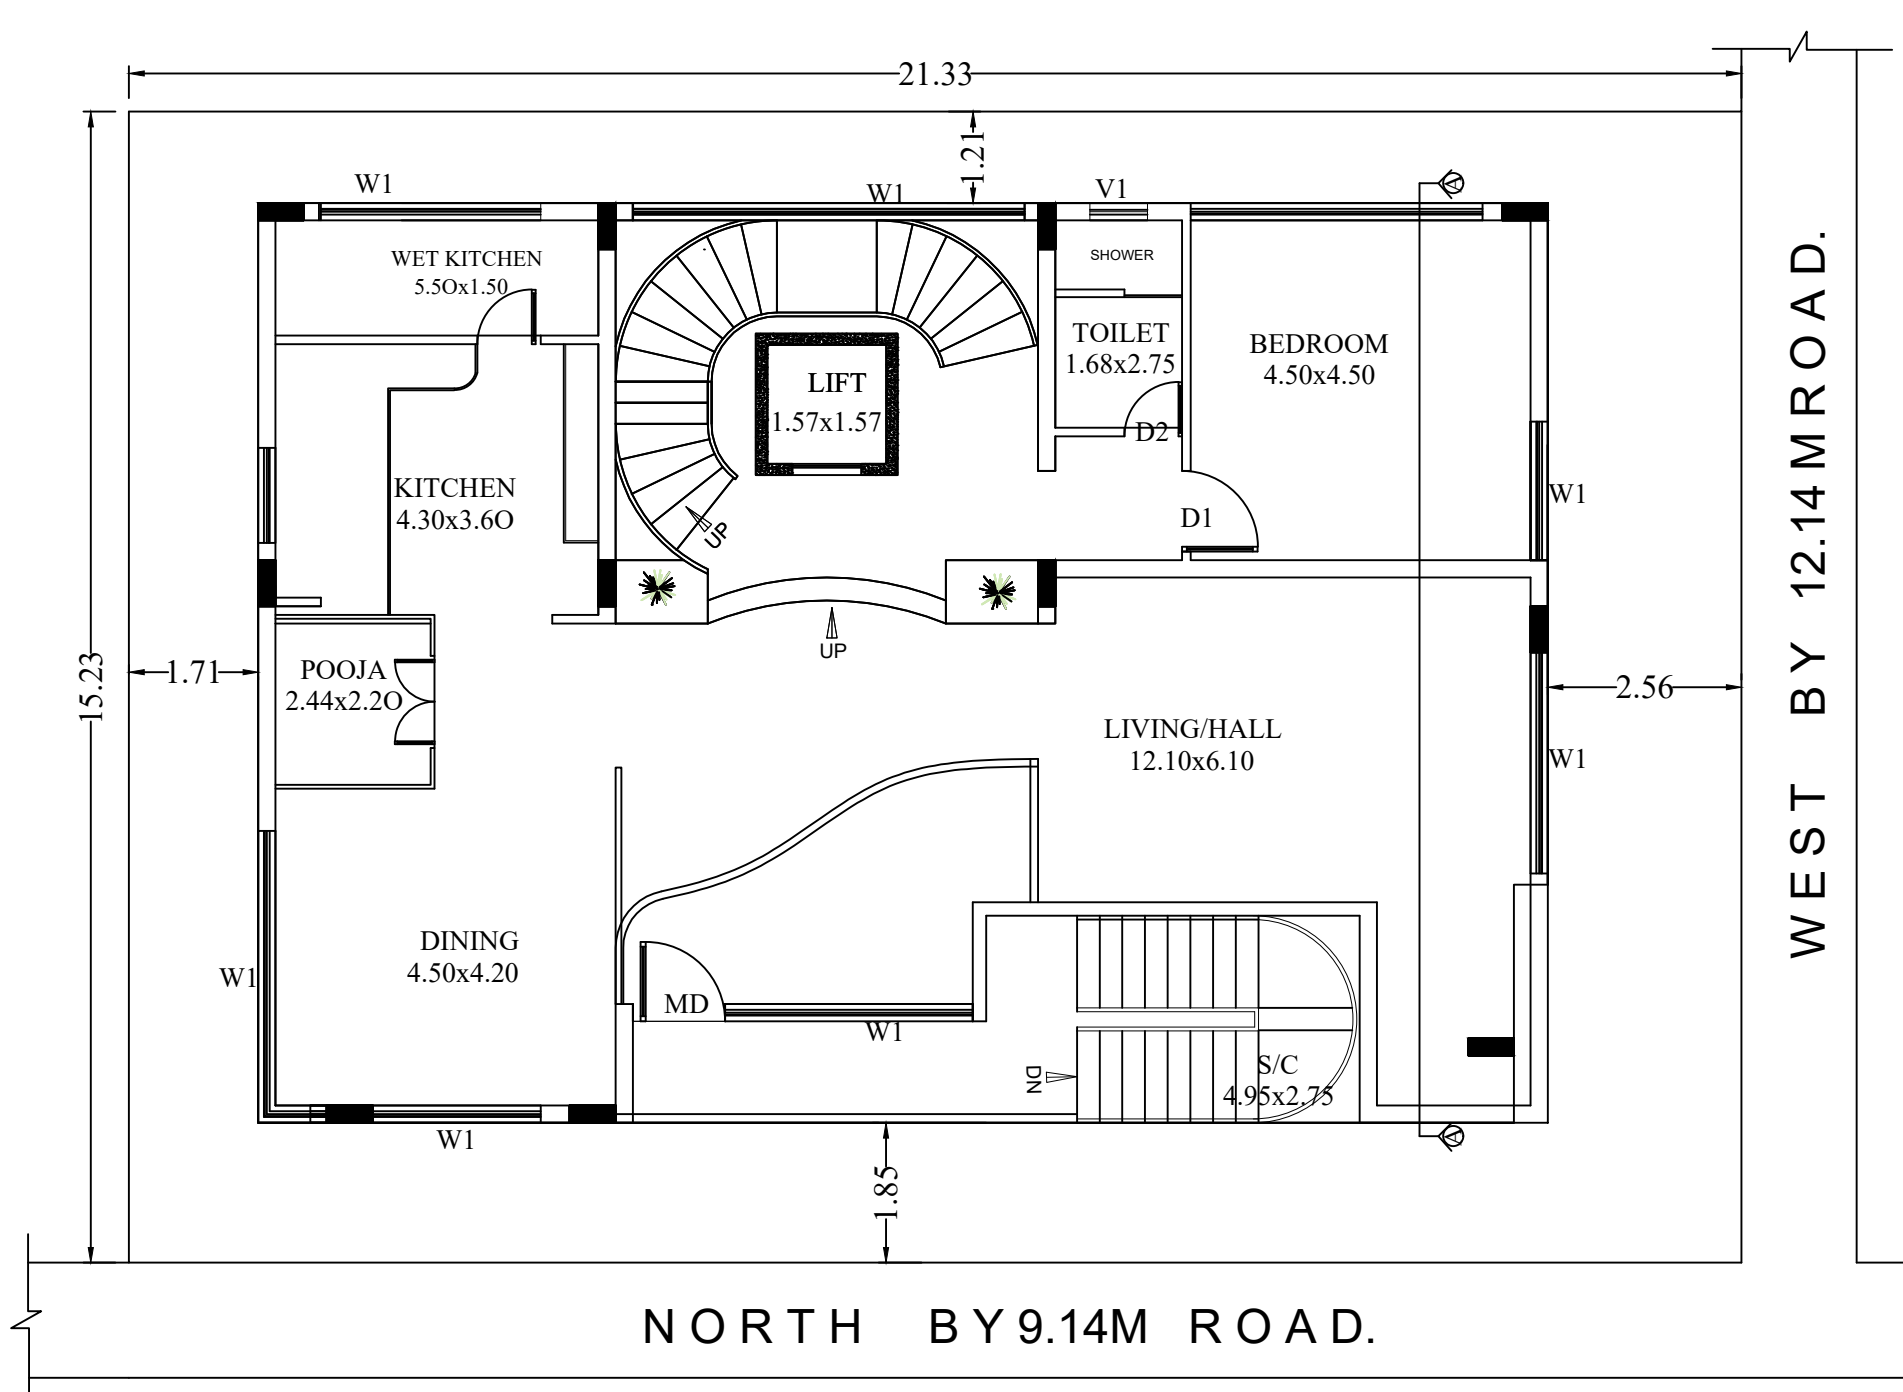 21.33
1.21
W1
W1
V1
A
WET KITCHEN
5.5Ox1.50
SHOWER
TOILET
1.68x2.75
BEDROOM
4.50x4.50
LIFT
1.57x1.57
D2
KITCHEN
4.30x3.6O
W1
D1
UP
UP
15.23
1.71
POOJA
2.44x2.2O
2.56
LIVING/HALL
12.10x6.10
W1
DINING
4.50x4.20
W1
MD
W1
DN
S/C
4.95x2.75
W1
A
1.85
WEST BY 12.14MROAD.
NORTH BY 9.14M ROAD.